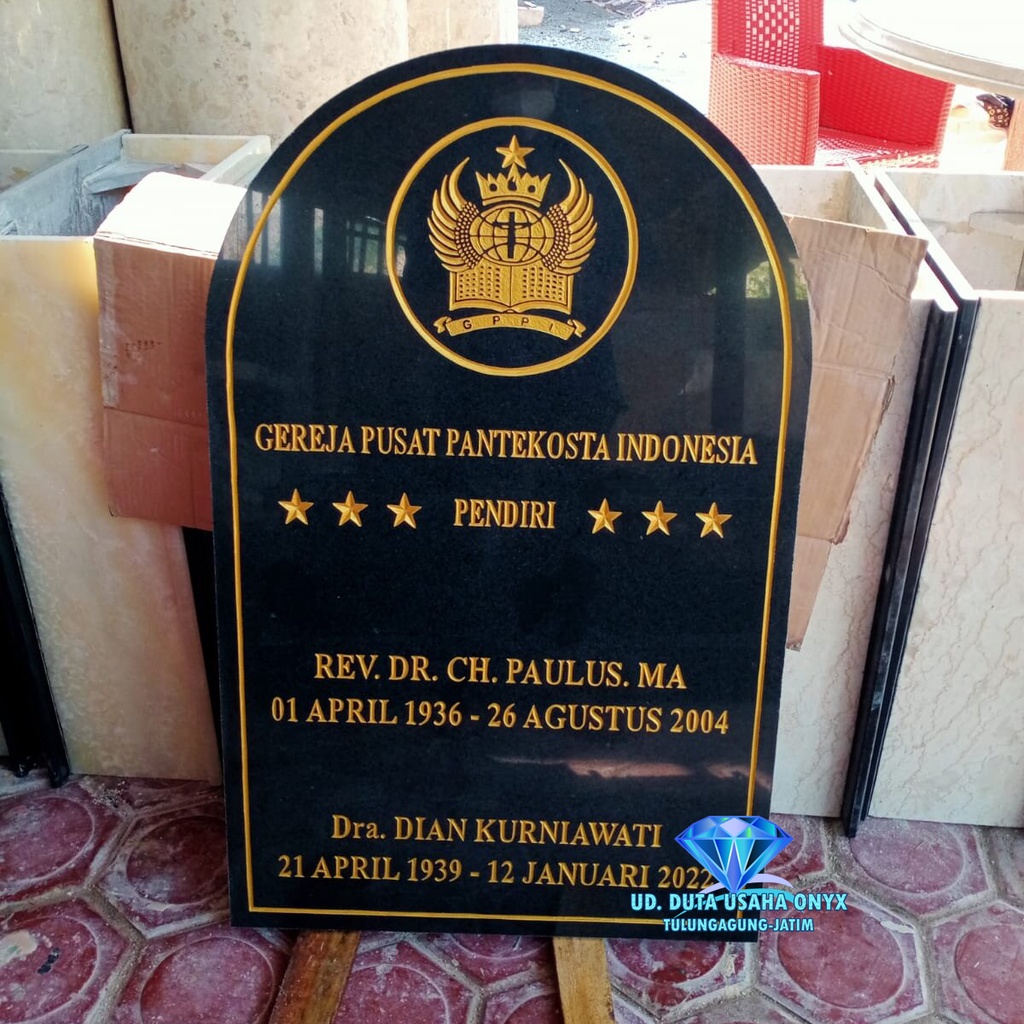 G P P I
GEREJA PUSAT PANTEKOSTA INDONESIA
PENDIRI
REV. DR. CH. PAULUS. MA
01 APRIL 1936 - 26 AGUSTUS 2004
Dra. DIAN KURNIAWATI
21 APRIL 1939 - 12 JANUARI 2022
UD. DUTA USAHA ONYX
TULUNGAGUNG-JATIM